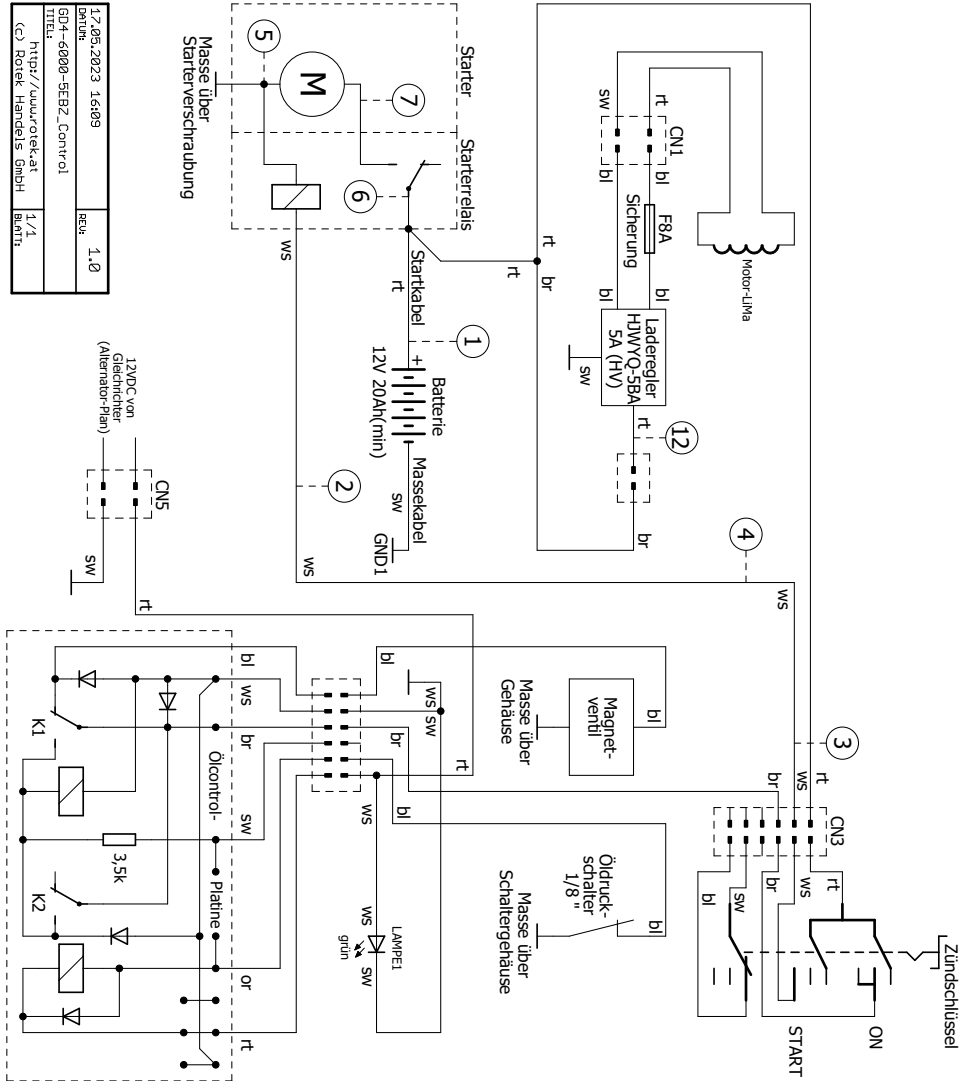 Zündschlüssel
ON
START
CN3
rt
ws
br
sw
bl
rt
ws
br
3
4
ws
Motor-LiMa
CN1
rt
sw
bl
bl
F8A
Sicherung
bl
bl
Laderegler
HJWYQ-5BA
5A (HV)
sw
rt
12
br
rt
br
rt
Starter
Starterrelais
M
5
6
7
Masse über
Starterverschraubung
ws
Startkabel
rt
1
+
Batterie
12V 20Ah(min)
Massekabel
sw
GND1
2
ws
12VDC von
Gleichrichter
(Alternator-Plan)
CN5
sw
rt
bl
bl
Magnet-
ventil
Masse über
Gehäuse
ws
sw
br
rt
bl
bl
Öldruck-
schalter
1/8 "
Masse über
Schaltergehäuse
ws
ws
LAMPE1
grün
sw
bl
ws
br
sw
or
rt
Ölcontrol-
Platine
K1
3,5k
K2
17.05.2023 16:09
DATUM:
REV: 1.0
TITEL:
GD4-6000-5EBZ_Control
http://www.rotek.at
(c) Rotek Handels GmbH
1/1
BLATT: